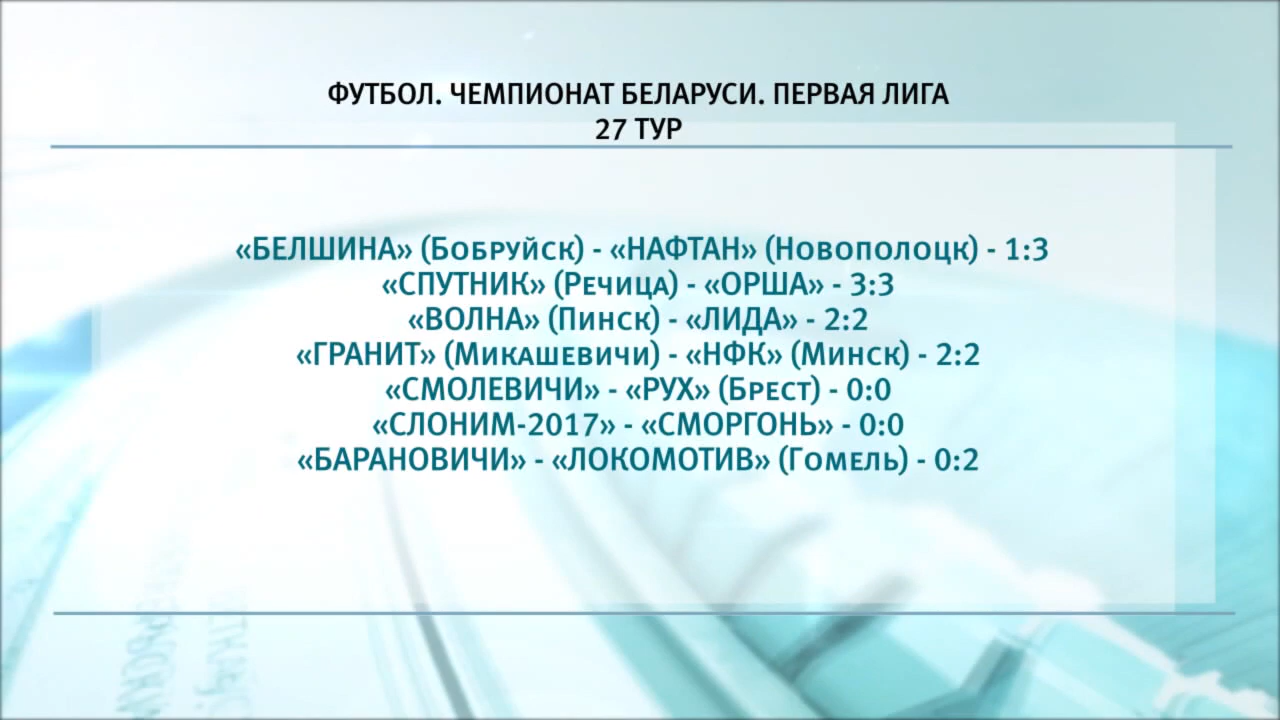 ФУТБОЛ. ЧЕМПИОНАТ БЕЛАРУСИ. ПЕРВАЯ ЛИГА
27 ТУР
«БЕЛШИНА» (Бобруйск) - «НАФТАН» (Новополоцк) - 1:3
«СПУТНИК» (Речица) - «ОРША» - 3:3
«ВОЛНА» (Пинск) - «ЛИДА» - 2:2
«ГРАНИТ» (Микашевичи) - «НФК» (Минск) - 2:2
«СМОЛЕВИЧИ» - «РУХ» (Брест) - 0:0
«СЛОНИМ-2017» - «СМОРГОНЬ» - 0:0
«БАРАНОВИЧИ» - «ЛОКОМОТИВ» (Гомель) - 0:2